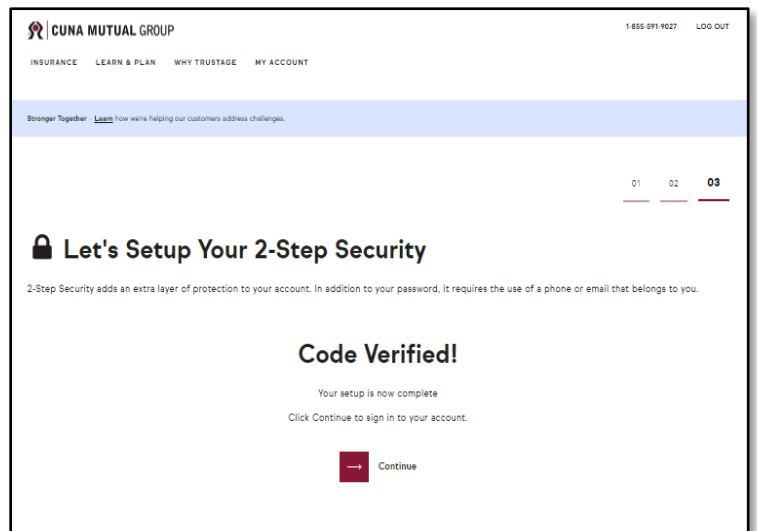 CUNA MUTUAL GROUP
1-855-591-9027 LOG OUT
INSURANCE LEARN & PLAN WHY TRUSTAGE MY ACCOUNT
Stronger Together - Learn how we're helping our customers address challenges.
01 02 03
Let's Setup Your 2-Step Security
2-Step Security adds an extra layer of protection to your account. In addition to your password, it requires the use of a phone or email that belongs to you.
Code Verified!
Your setup is now complete
Click Continue to sign in to your account.
Continue